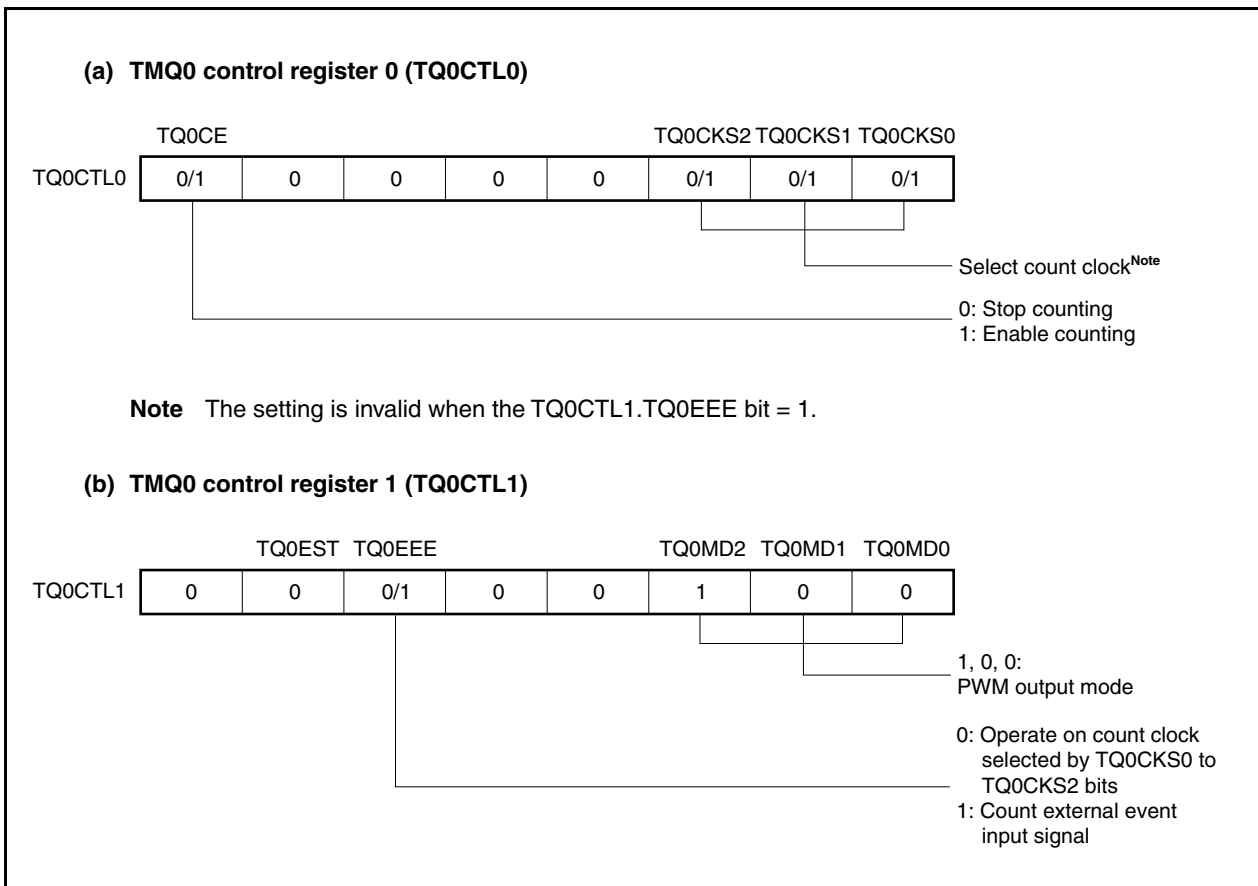 (a) TMQ0 control register 0 (TQ0CTL0)
TQ0CE TQ0CKS2 TQ0CKS1 TQ0CKS0
TQ0CTL0 0/1 0 0 0 0 0/1 0/1 0/1
Select count clockNote
0: Stop counting
1: Enable counting
Note The setting is invalid when the TQ0CTL1.TQ0EEE bit = 1.
(b) TMQ0 control register 1 (TQ0CTL1)
TQ0EST TQ0EEE TQ0MD2 TQ0MD1 TQ0MD0
TQ0CTL1 0 0 0/1 0 0 1 0 0
1, 0, 0:
PWM output mode
0: Operate on count clock
selected by TQ0CKS0 to
TQ0CKS2 bits
1: Count external event
input signal